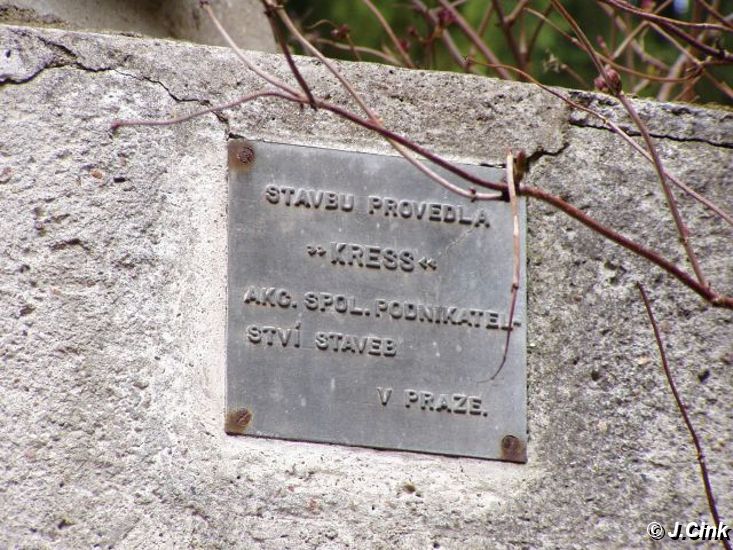 STAVBU PROVEDLA
»KRESS«
AKC. SPOL. PODNIKATEL-
STVÍ STAVEB
V PRAZE.
© J.Cink